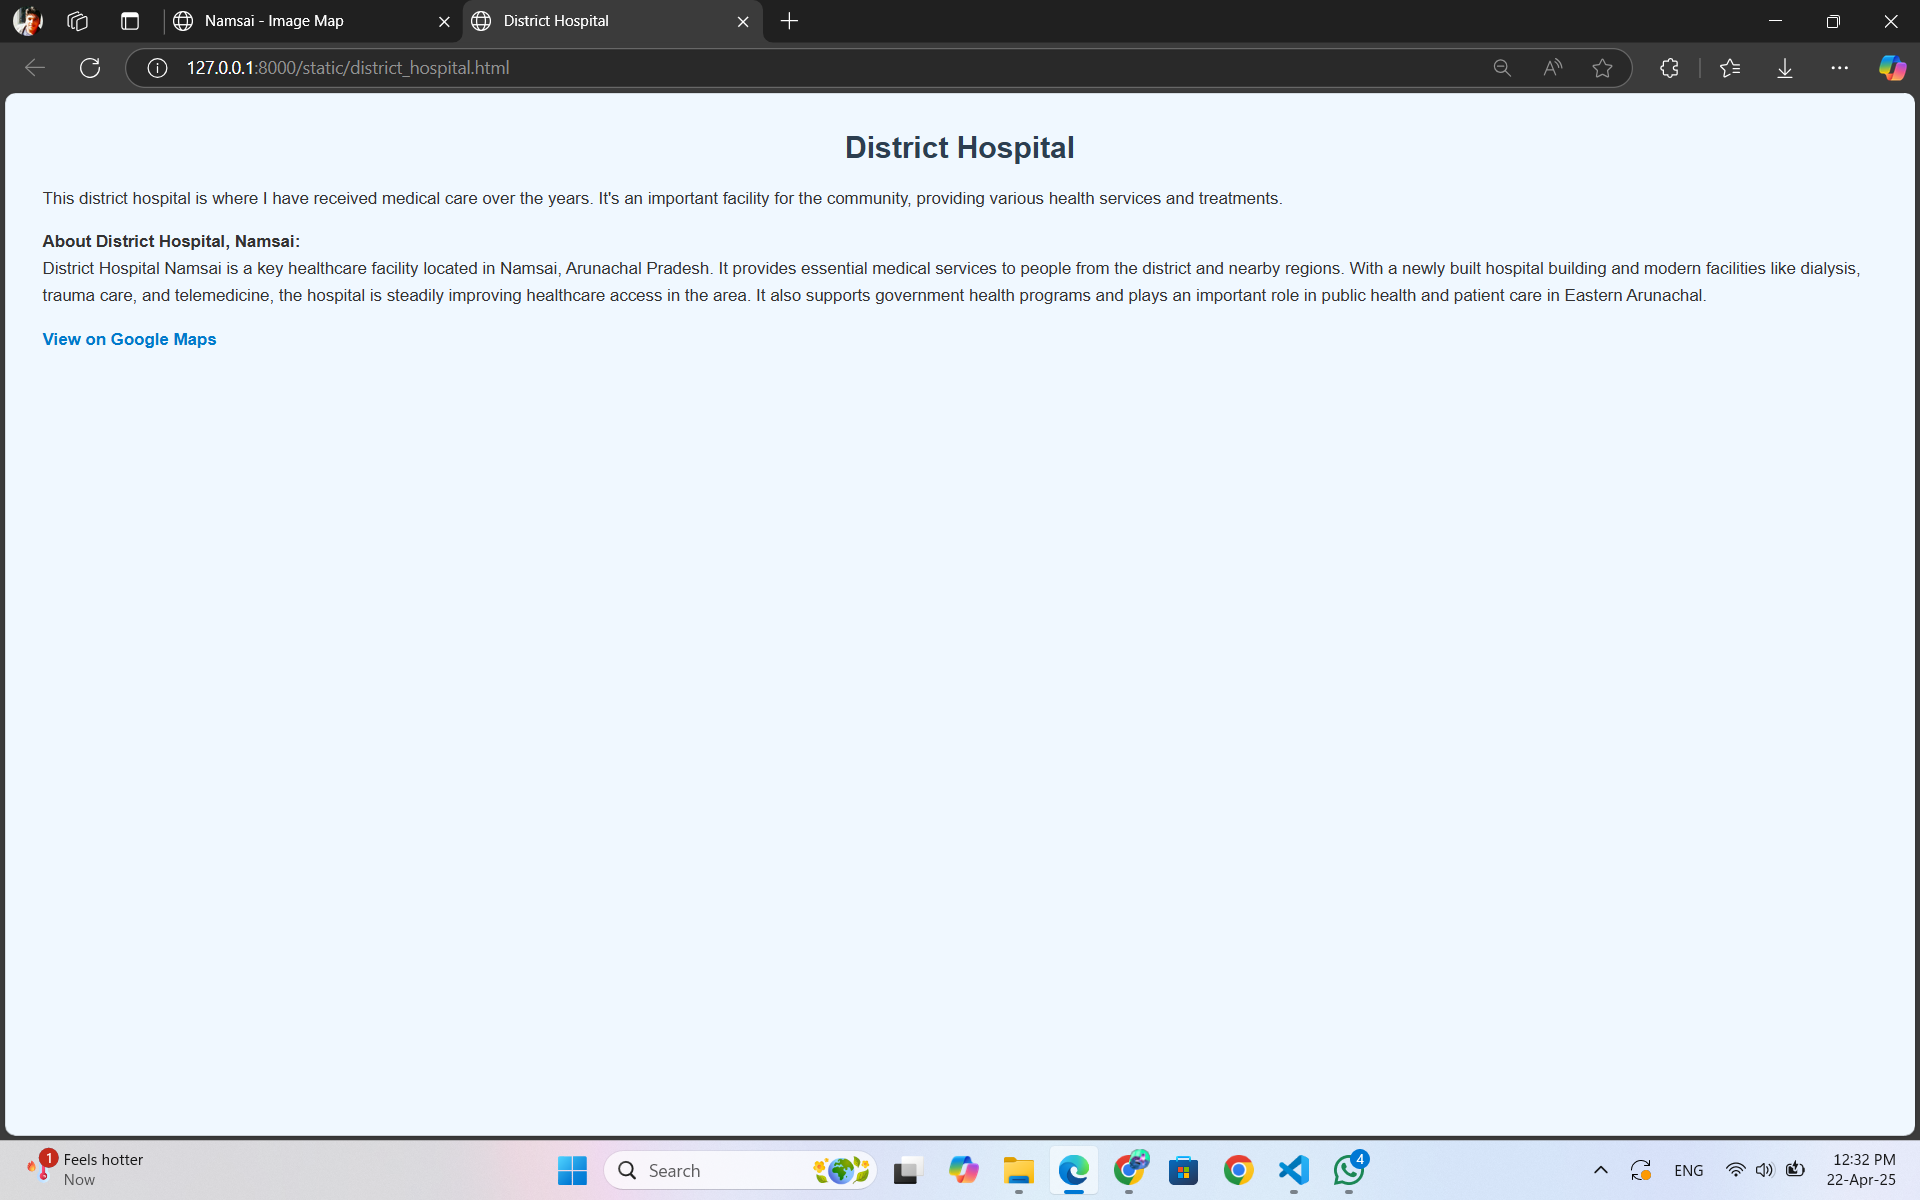 Namsai - Image Map
District Hospital
127.0.0.1:8000/static/district_hospital.html
District Hospital
This district hospital is where I have received medical care over the years. It's an important facility for the community, providing various health services and treatments.
About District Hospital, Namsai:
District Hospital Namsai is a key healthcare facility located in Namsai, Arunachal Pradesh. It provides essential medical services to people from the district and nearby regions. With a newly built hospital building and modern facilities like dialysis,
trauma care, and telemedicine, the hospital is steadily improving healthcare access in the area. It also supports government health programs and plays an important role in public health and patient care in Eastern Arunachal.
View on Google Maps
1
Feels hotter
Now
Search
4
ENG
12:32 PM
22-Apr-25